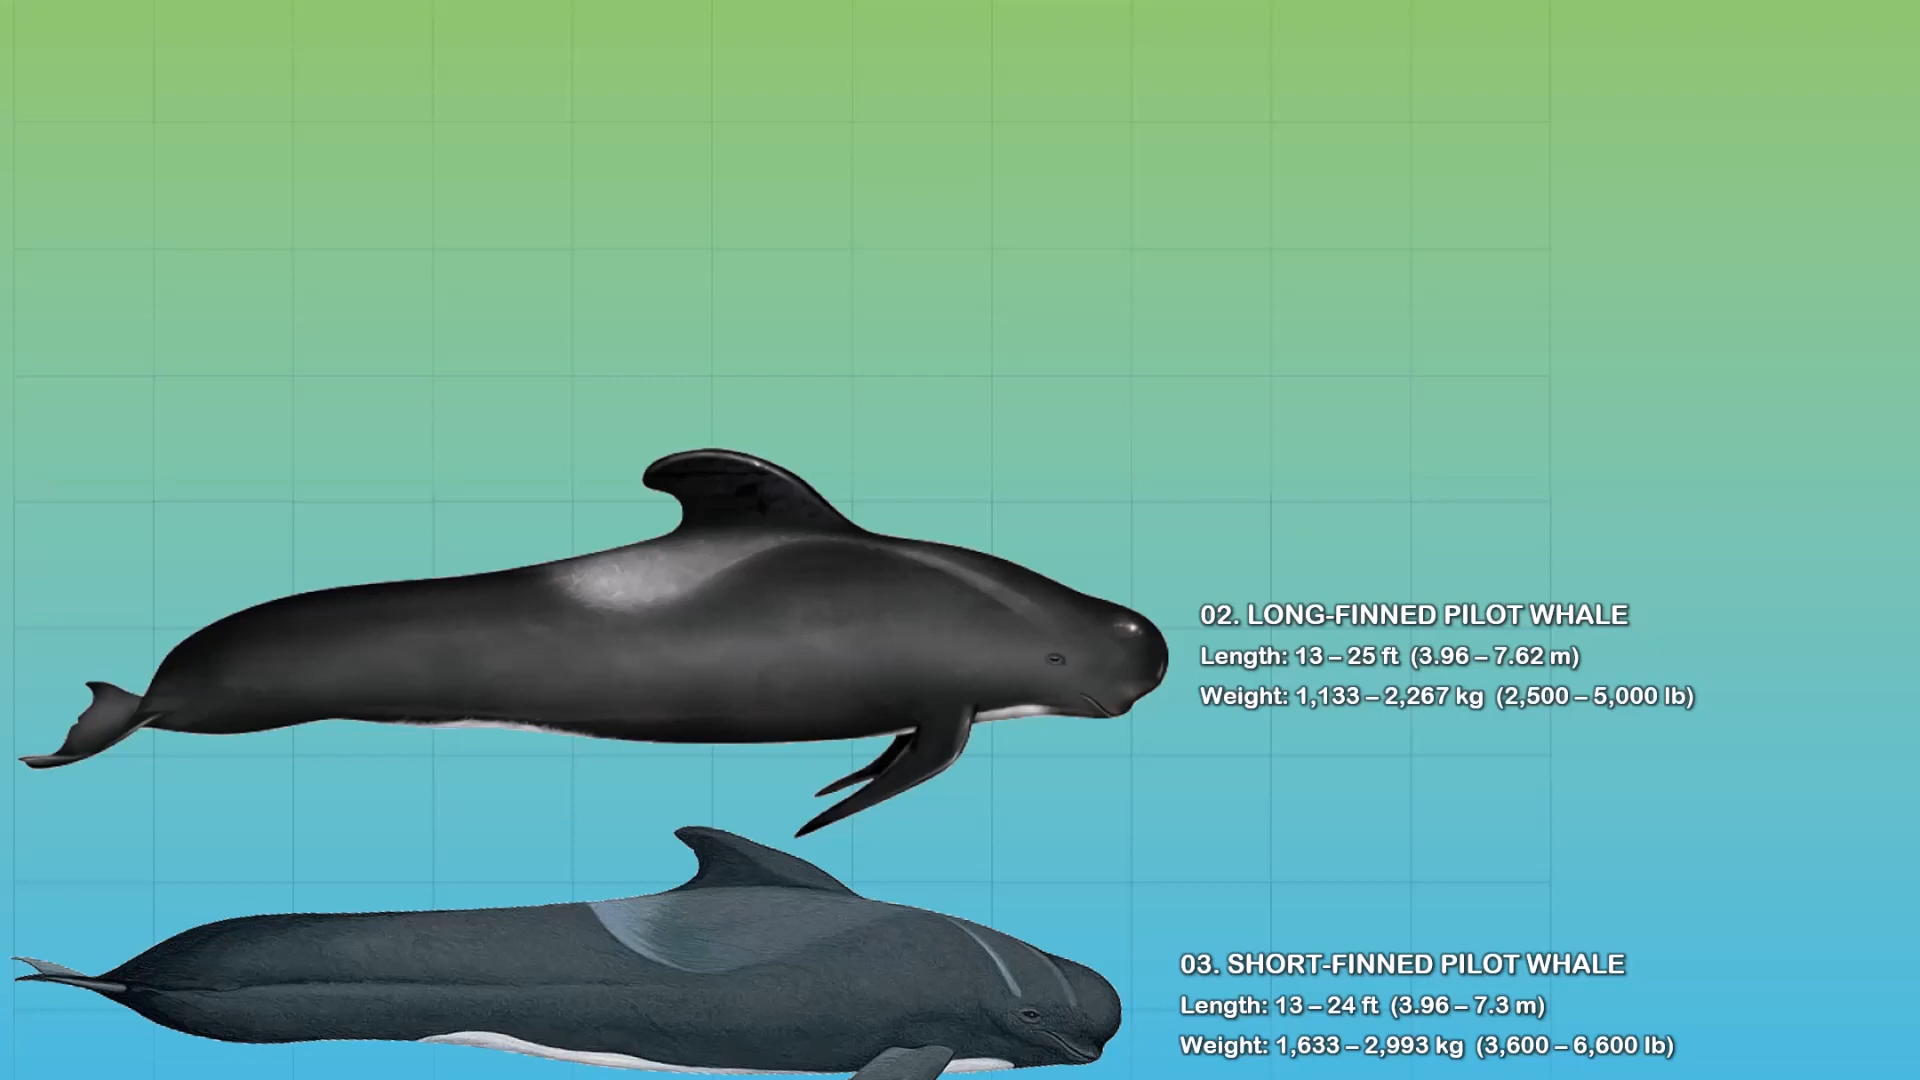 02. LONG-FINNED PILOT WHALE
Length: 13 – 25 ft (3.96 – 7.62 m)
Weight: 1,133 – 2,267 kg (2,500 – 5,000 lb)
03. SHORT-FINNED PILOT WHALE
Length: 13 – 24 ft (3.96 – 7.3 m)
Weight: 1,633 – 2,993 kg (3,600 – 6,600 lb)